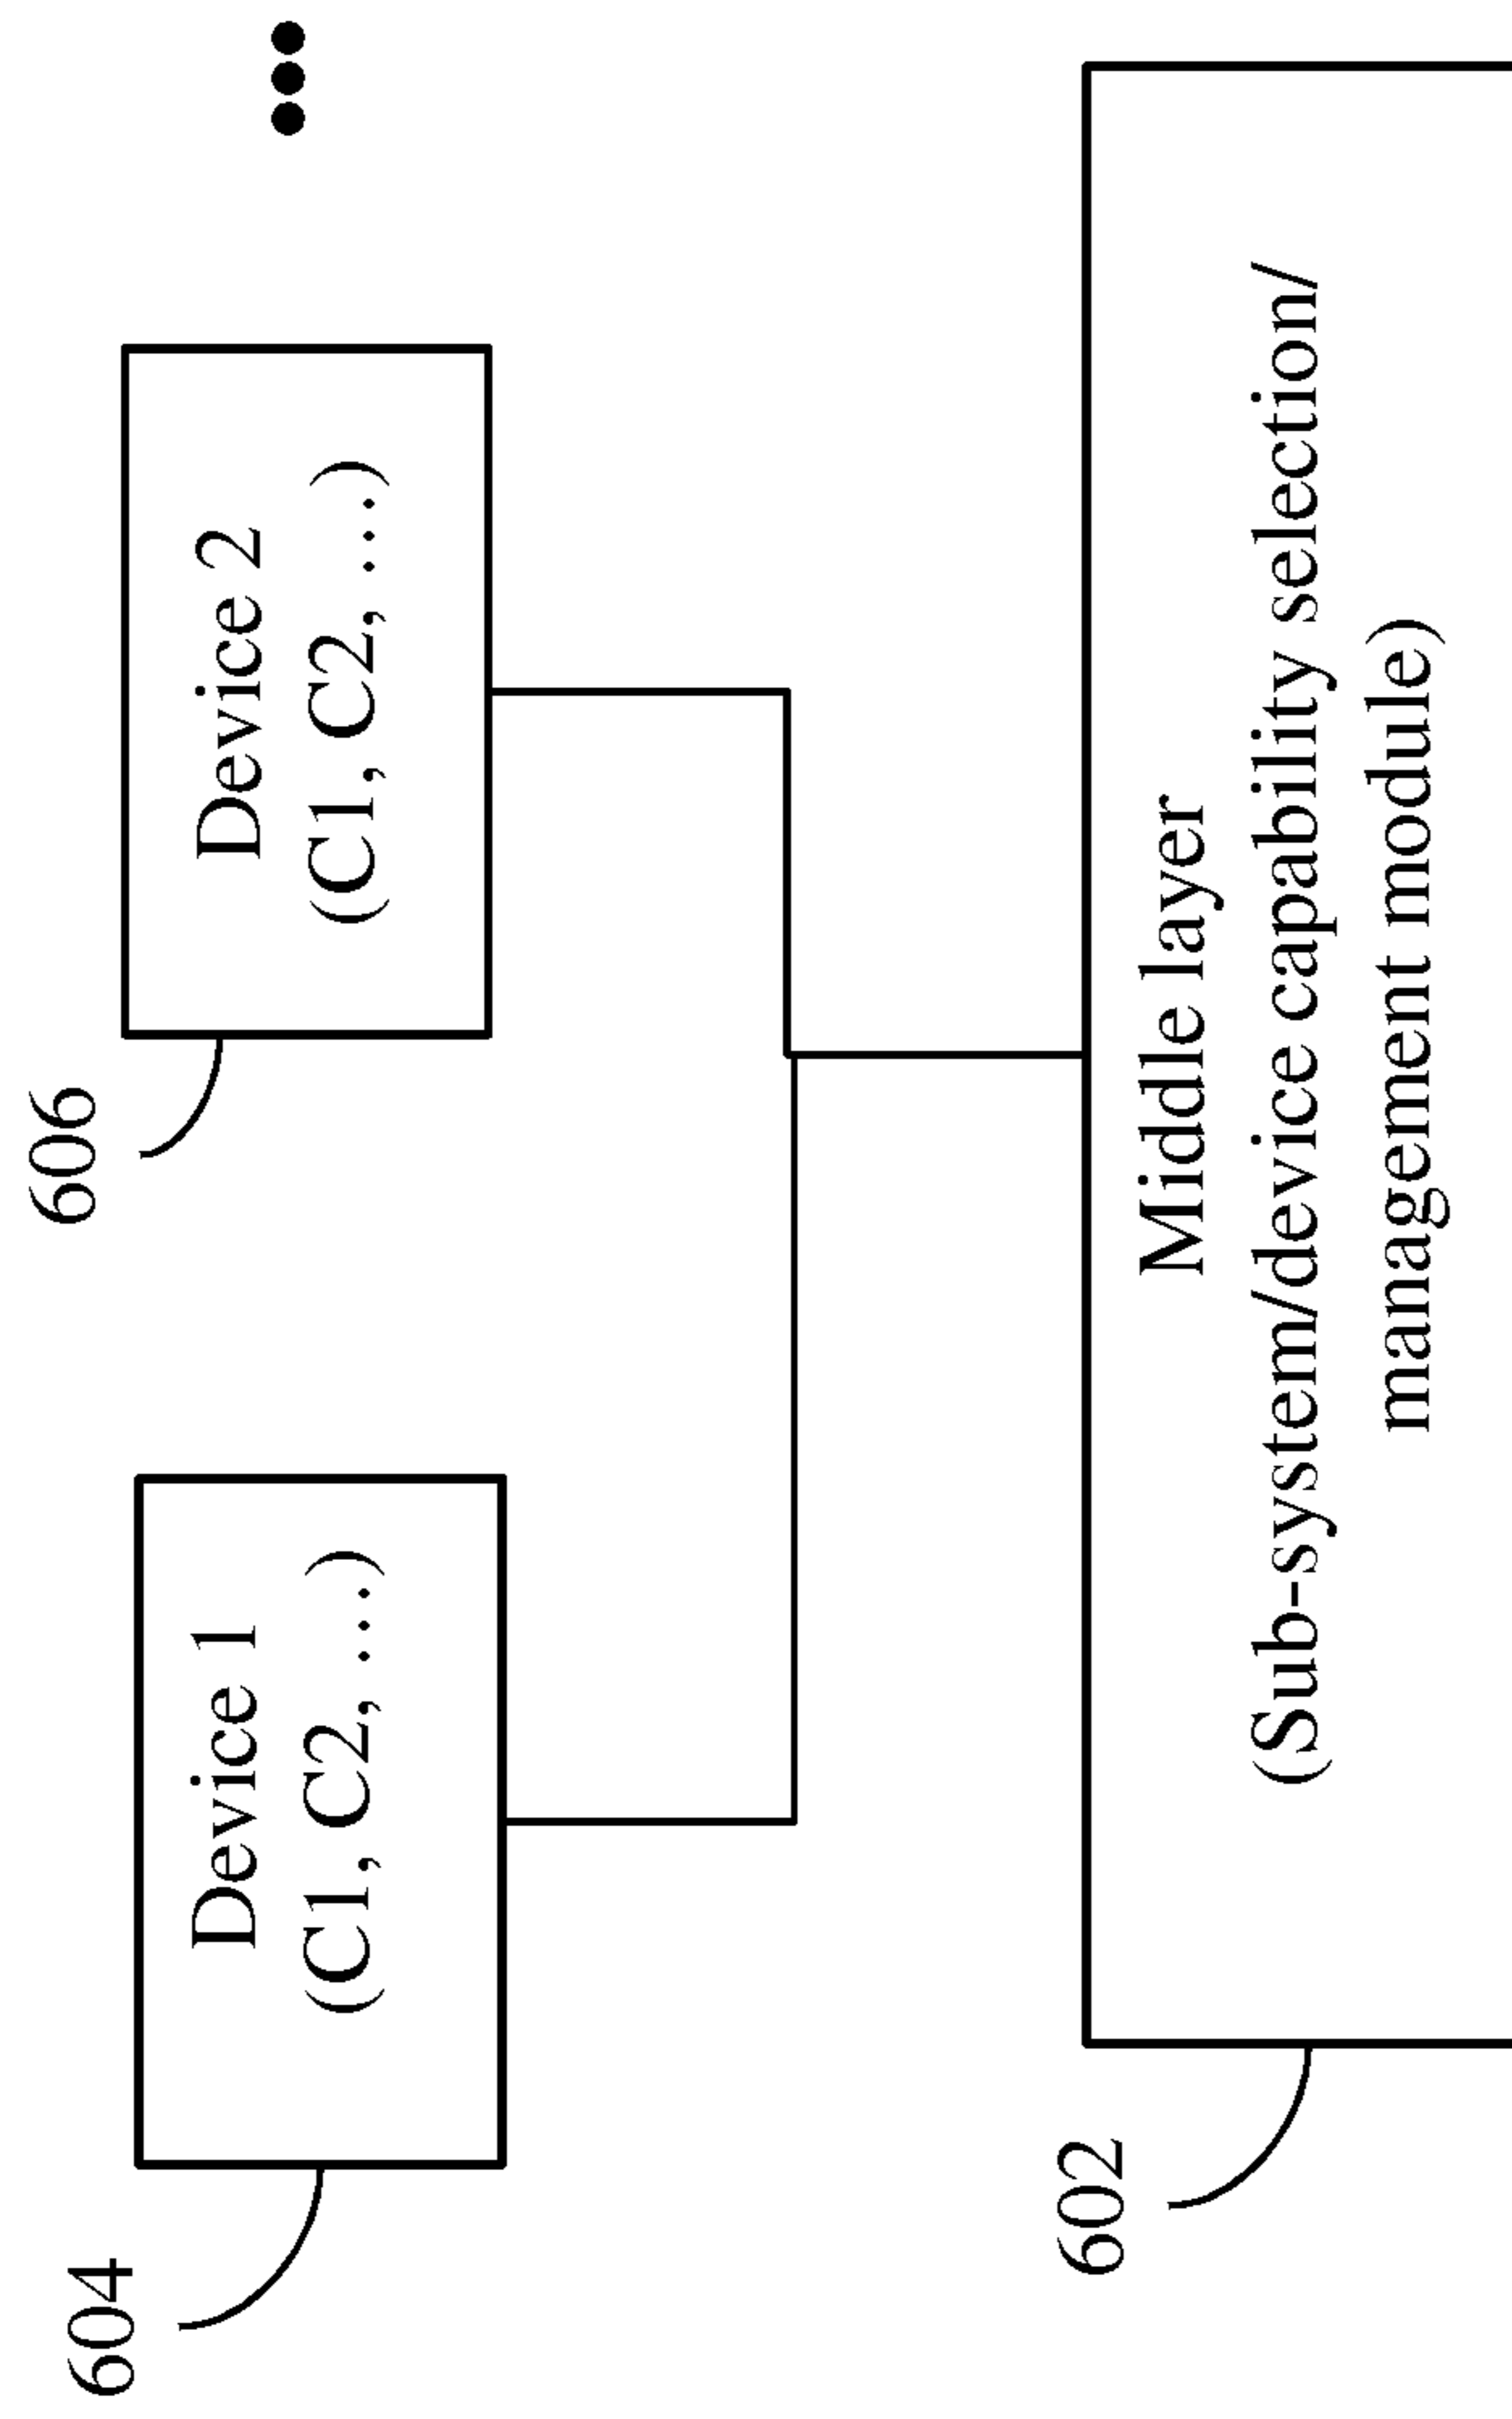 604
Device 1
(C1, C2, ...)
606
Device 2
(C1, C2, ...)
602
Middle layer
(Sub-system/device capability selection/
management module)